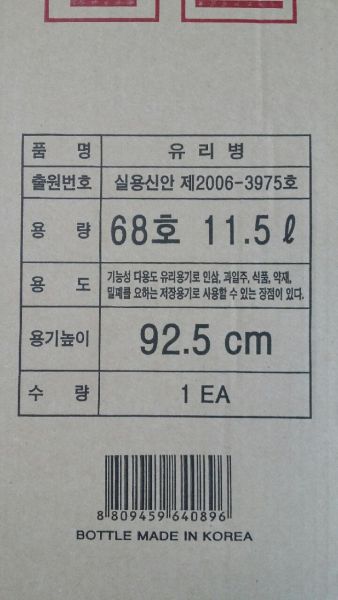 품 명 유 리 병
출원번호 실용신안 제2006-3975호
용 량 68호 11.5ℓ
용 도 기능성 다용도 유리용기로 인삼, 과일주, 식품, 약재,
밀폐를 요하는 저장용기로 사용할 수 있는 장점이 있다.
용기높이 92.5 cm
수 량 1 EA
8 809459 640896
BOTTLE MADE IN KOREA